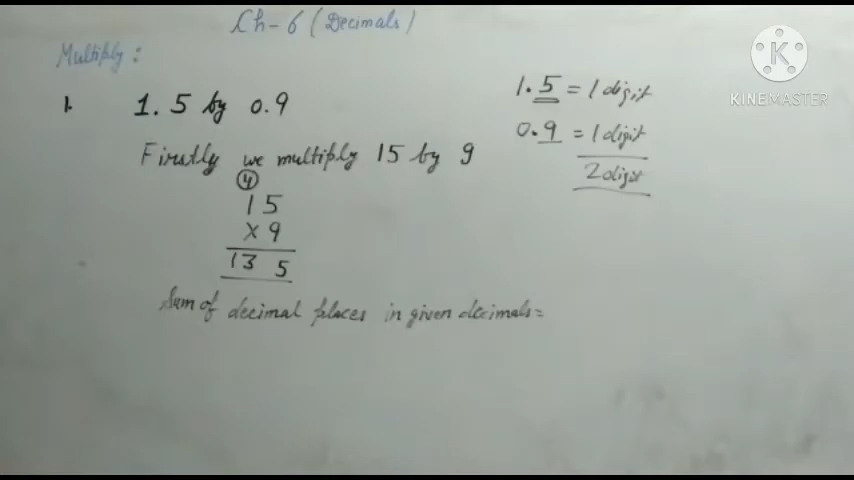 Ch-6 (Decimals)
Multiply:
1. 1.5 by 0.9
Firstly we multiply 15 by 9
4
15
x 9
135
Sum of decimal places in given decimals=
1.5 = 1 digit
0.9 = 1 digit
2 digit
K
KINEMASTER